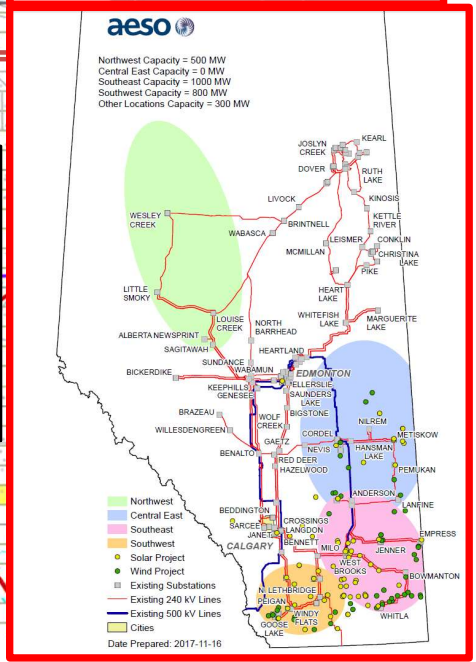 aeso
Northwest Capacity = 500 MW
Central East Capacity = 0 MW
Southeast Capacity = 1000 MW
Southwest Capacity = 800 MW
Other Locations Capacity = 300 MW
KEARL
JOSLYN
CREEK
DOVER
RUTH
LAKE
LIVOCK
KINOSIS
WESLEY
CREEK
BRINTNELL
KETTLE
RIVER
WABASCA
LEISMER
CONKLIN
MCMILLAN
CHRISTINA
LAKE
PIKE
HEART
LAKE
LITTLE
SMOKY
LOUISE
CREEK
WHITEFISH
LAKE
MARGUERITE
LAKE
NORTH
BARRHEAD
ALBERTA NEWSPRINT
SAGITAWAH
HEARTLAND
SUNDANCE
WABAMUN
EDMONTON
BICKERDIKE
KEEPHILLS
GENESEE
ELLERSLIE
SAUNDERS
LAKE
BIGSTONE
BRAZEAU
WOLF
CREEK
NILREM
WILLESDENGREEN
CORDEL
METISKOW
GAETZ
NEVIS
HANSMAN
LAKE
BENALTO
RED DEER
HAZELWOOD
PEMUKAN
ANDERSON
LANFINE
BEDDINGTON
SARCEE
JANET
CROSSINGS
LANGDON
BENNETT
EMPRESS
CALGARY
MILO
JENNER
WEST
BROOKS
BOWMANTON
N. LETHBRIDGE
PEIGAN
WINDY
FLATS
GOOSE
LAKE
WHITLA
Northwest
Central East
Southeast
Southwest
Solar Project
Wind Project
Existing Substations
Existing 240 kV Lines
Existing 500 kV Lines
Cities
Date Prepared: 2017-11-16